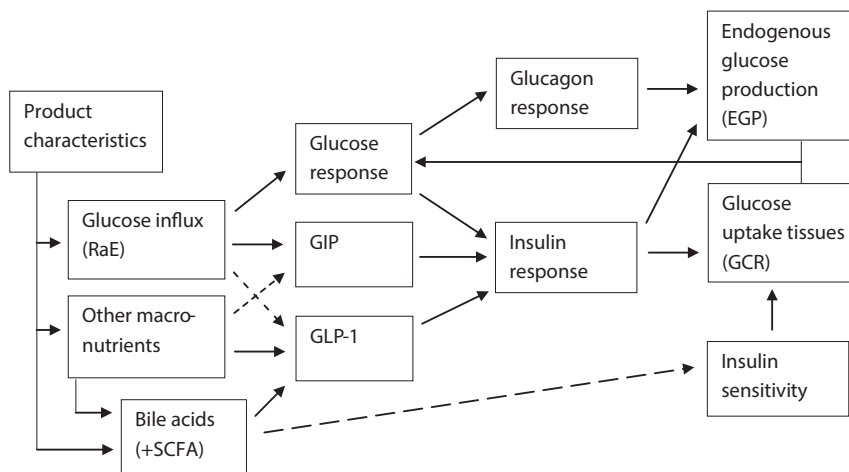 Product
characteristics
Glucose influx
(RaE)
Other macro-
nutrients
Bile acids
(+SCFA)
Glucose
response
GIP
GLP-1
Glucagon
response
Insulin
response
Endogenous
glucose
production
(EGP)
Glucose
uptake tissues
(GCR)
Insulin
sensitivity